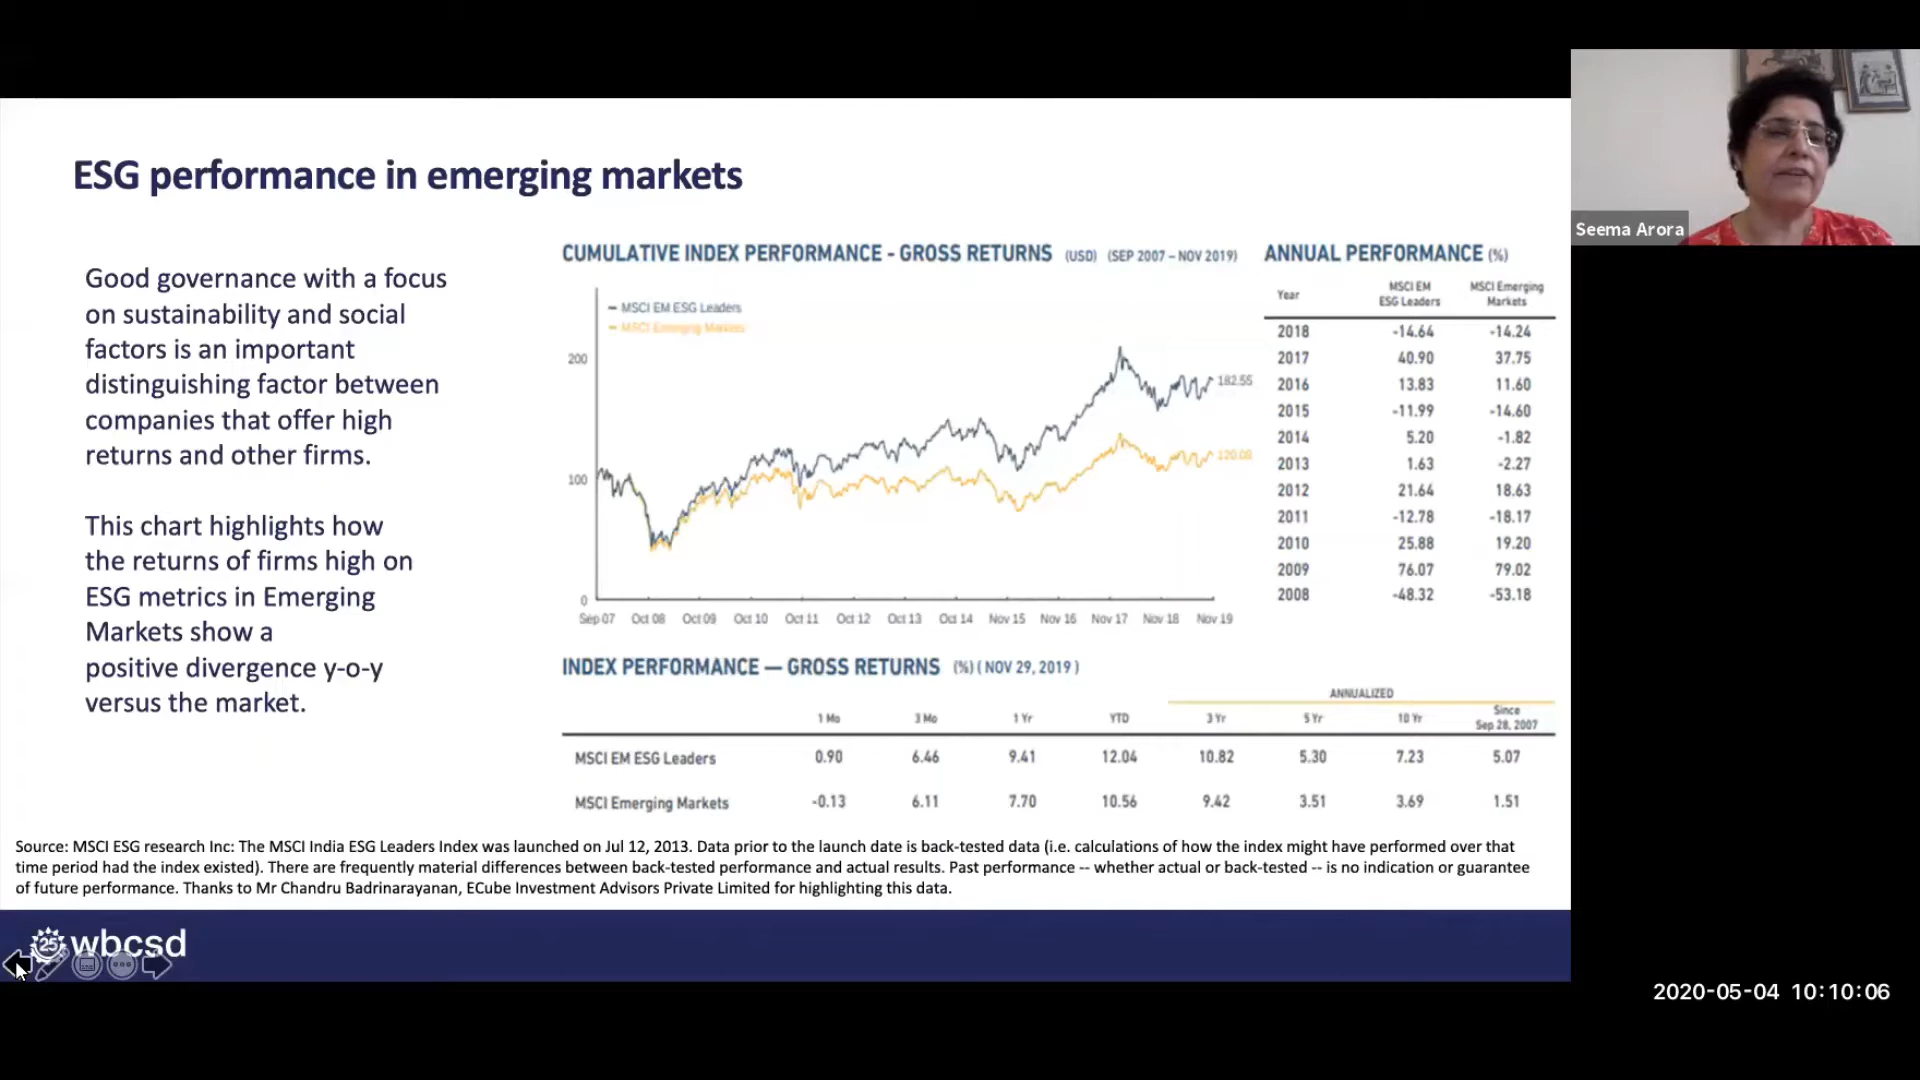 ESG performance in emerging markets
Good governance with a focus
on sustainability and social
factors is an important
distinguishing factor between
companies that offer high
returns and other firms.
This chart highlights how
the returns of firms high on
ESG metrics in Emerging
Markets show a
positive divergence y-o-y
versus the market.
CUMULATIVE INDEX PERFORMANCE - GROSS RETURNS (USD) (SEP 2007 – NOV 2019)
MSCI EM ESG Leaders
MSCI Emerging Markets
200
182.55
120.08
100
0
Sep 07 Oct 08 Oct 09 Oct 10 Oct 11 Oct 12 Oct 13 Oct 14 Nov 15 Nov 16 Nov 17 Nov 18 Nov 19
ANNUAL PERFORMANCE (%)
Year MSCI EM ESG Leaders MSCI Emerging Markets
2018 -14.64 -14.24
2017 40.90 37.75
2016 13.83 11.60
2015 -11.99 -14.60
2014 5.20 -1.82
2013 1.63 -2.27
2012 21.64 18.63
2011 -12.78 -18.17
2010 25.88 19.20
2009 76.07 79.02
2008 -48.32 -53.18
INDEX PERFORMANCE — GROSS RETURNS (%) ( NOV 29, 2019 )
ANNUALIZED
1 Mo 3 Mo 1 Yr YTD 3 Yr 5 Yr 10 Yr Since Sep 28, 2007
MSCI EM ESG Leaders 0.90 6.46 9.41 12.04 10.82 5.30 7.23 5.07
MSCI Emerging Markets -0.13 6.11 7.70 10.56 9.42 3.51 3.69 1.51
Source: MSCI ESG research Inc: The MSCI India ESG Leaders Index was launched on Jul 12, 2013. Data prior to the launch date is back-tested data (i.e. calculations of how the index might have performed over that
time period had the index existed). There are frequently material differences between back-tested performance and actual results. Past performance -- whether actual or back-tested -- is no indication or guarantee
of future performance. Thanks to Mr Chandru Badrinarayanan, ECube Investment Advisors Private Limited for highlighting this data.
25 wbcsd
Seema Arora
2020-05-04 10:10:06